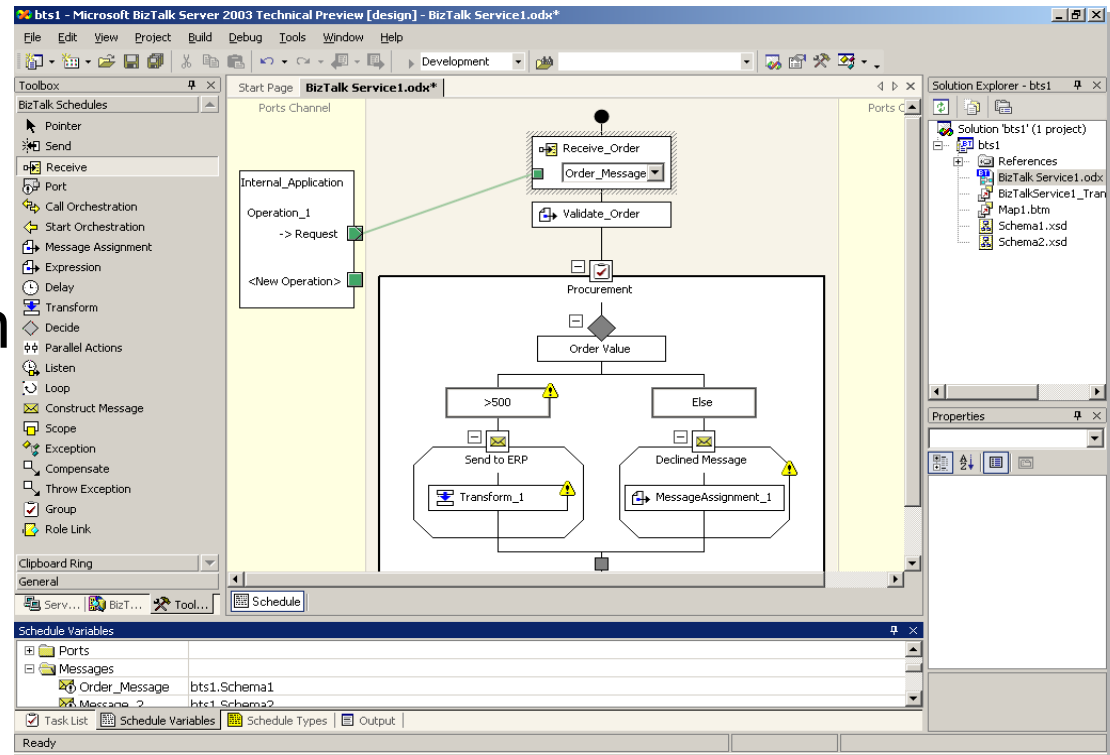 bts1 - Microsoft BizTalk Server 2003 Technical Preview [design] - BizTalk Service1.odx*
File Edit View Project Build Debug Tools Window Help
Development
Toolbox
BizTalk Schedules
Pointer
Send
Receive
Port
Call Orchestration
Start Orchestration
Message Assignment
Expression
Delay
Transform
Decide
Parallel Actions
Listen
Loop
Construct Message
Scope
Exception
Compensate
Throw Exception
Group
Role Link
Clipboard Ring
General
Serv... BizT... Tool...
Start Page BizTalk Service1.odx*
Ports Channel
Ports C
Internal_Application
Operation_1
-> Request
<New Operation>
Receive_Order
Order_Message
Validate_Order
Procurement
Order Value
>500
Else
Send to ERP
Declined Message
Transform_1
MessageAssignment_1
Schedule
Solution Explorer - bts1
Solution 'bts1' (1 project)
bts1
References
BizTalk Service1.odx
BizTalkService1_Tran
Map1.btm
Schema1.xsd
Schema2.xsd
Properties
Schedule Variables
Ports
Messages
Order_Message bts1.Schema1
Message_2 bts1.Schema2
Task List Schedule Variables Schedule Types Output
Ready
n